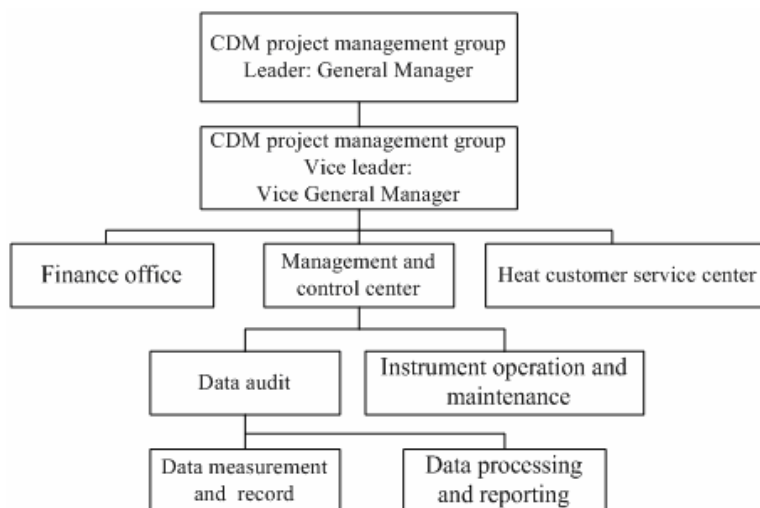 CDM project management group
Leader: General Manager
CDM project management group
Vice leader:
Vice General Manager
Finance office
Management and
control center
Heat customer service center
Data audit
Instrument operation and
maintenance
Data measurement
and record
Data processing
and reporting